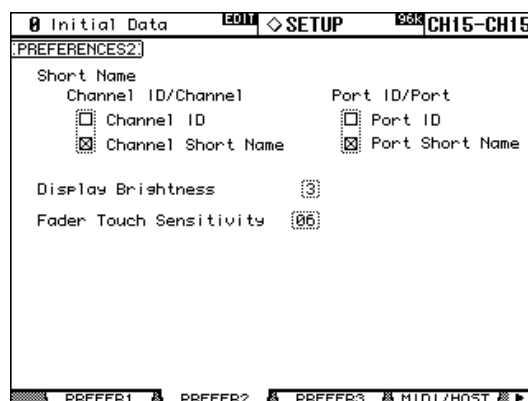 0 Initial Data EDIT ◇SETUP 96K CH15-CH15
PREFERENCES2
Short Name
Channel ID/Channel Port ID/Port
Channel ID Port ID
Channel Short Name Port Short Name
Display Brightness 3
Fader Touch Sensitivity 06
PREFER1 PREFER2 PREFER3 MIDI/HOST